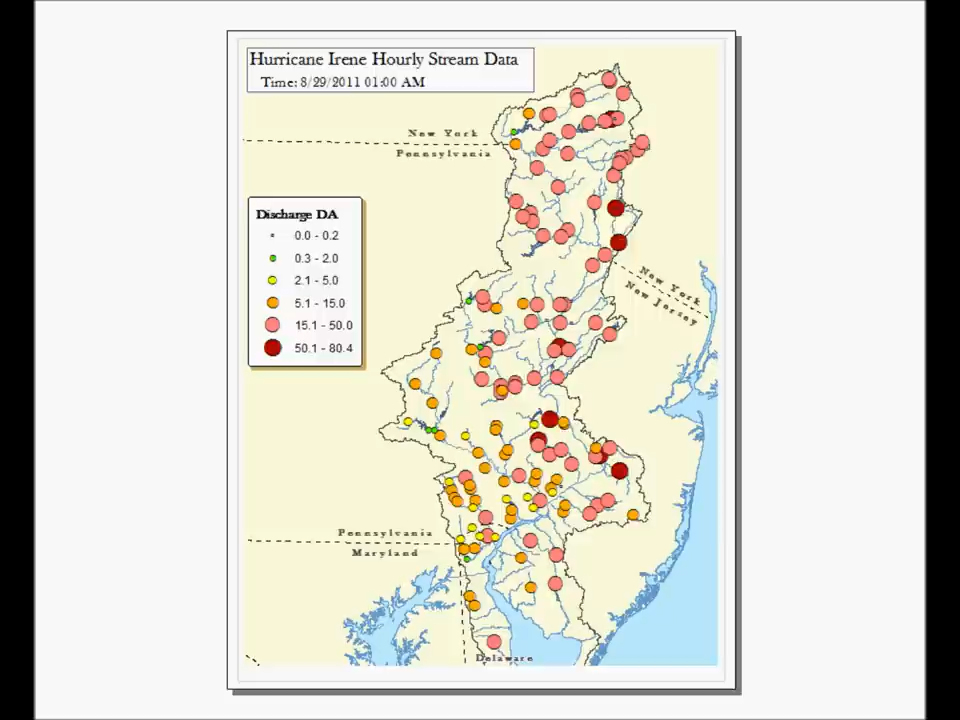 Hurricane Irene Hourly Stream Data
Time: 8/29/2011 01:00 AM
New York
Pennsylvania
Discharge DA
0.0 - 0.2
0.3 - 2.0
2.1 - 5.0
5.1 - 15.0
15.1 - 50.0
50.1 - 80.4
New York
New Jersey
Pennsylvania
Maryland
Delaware